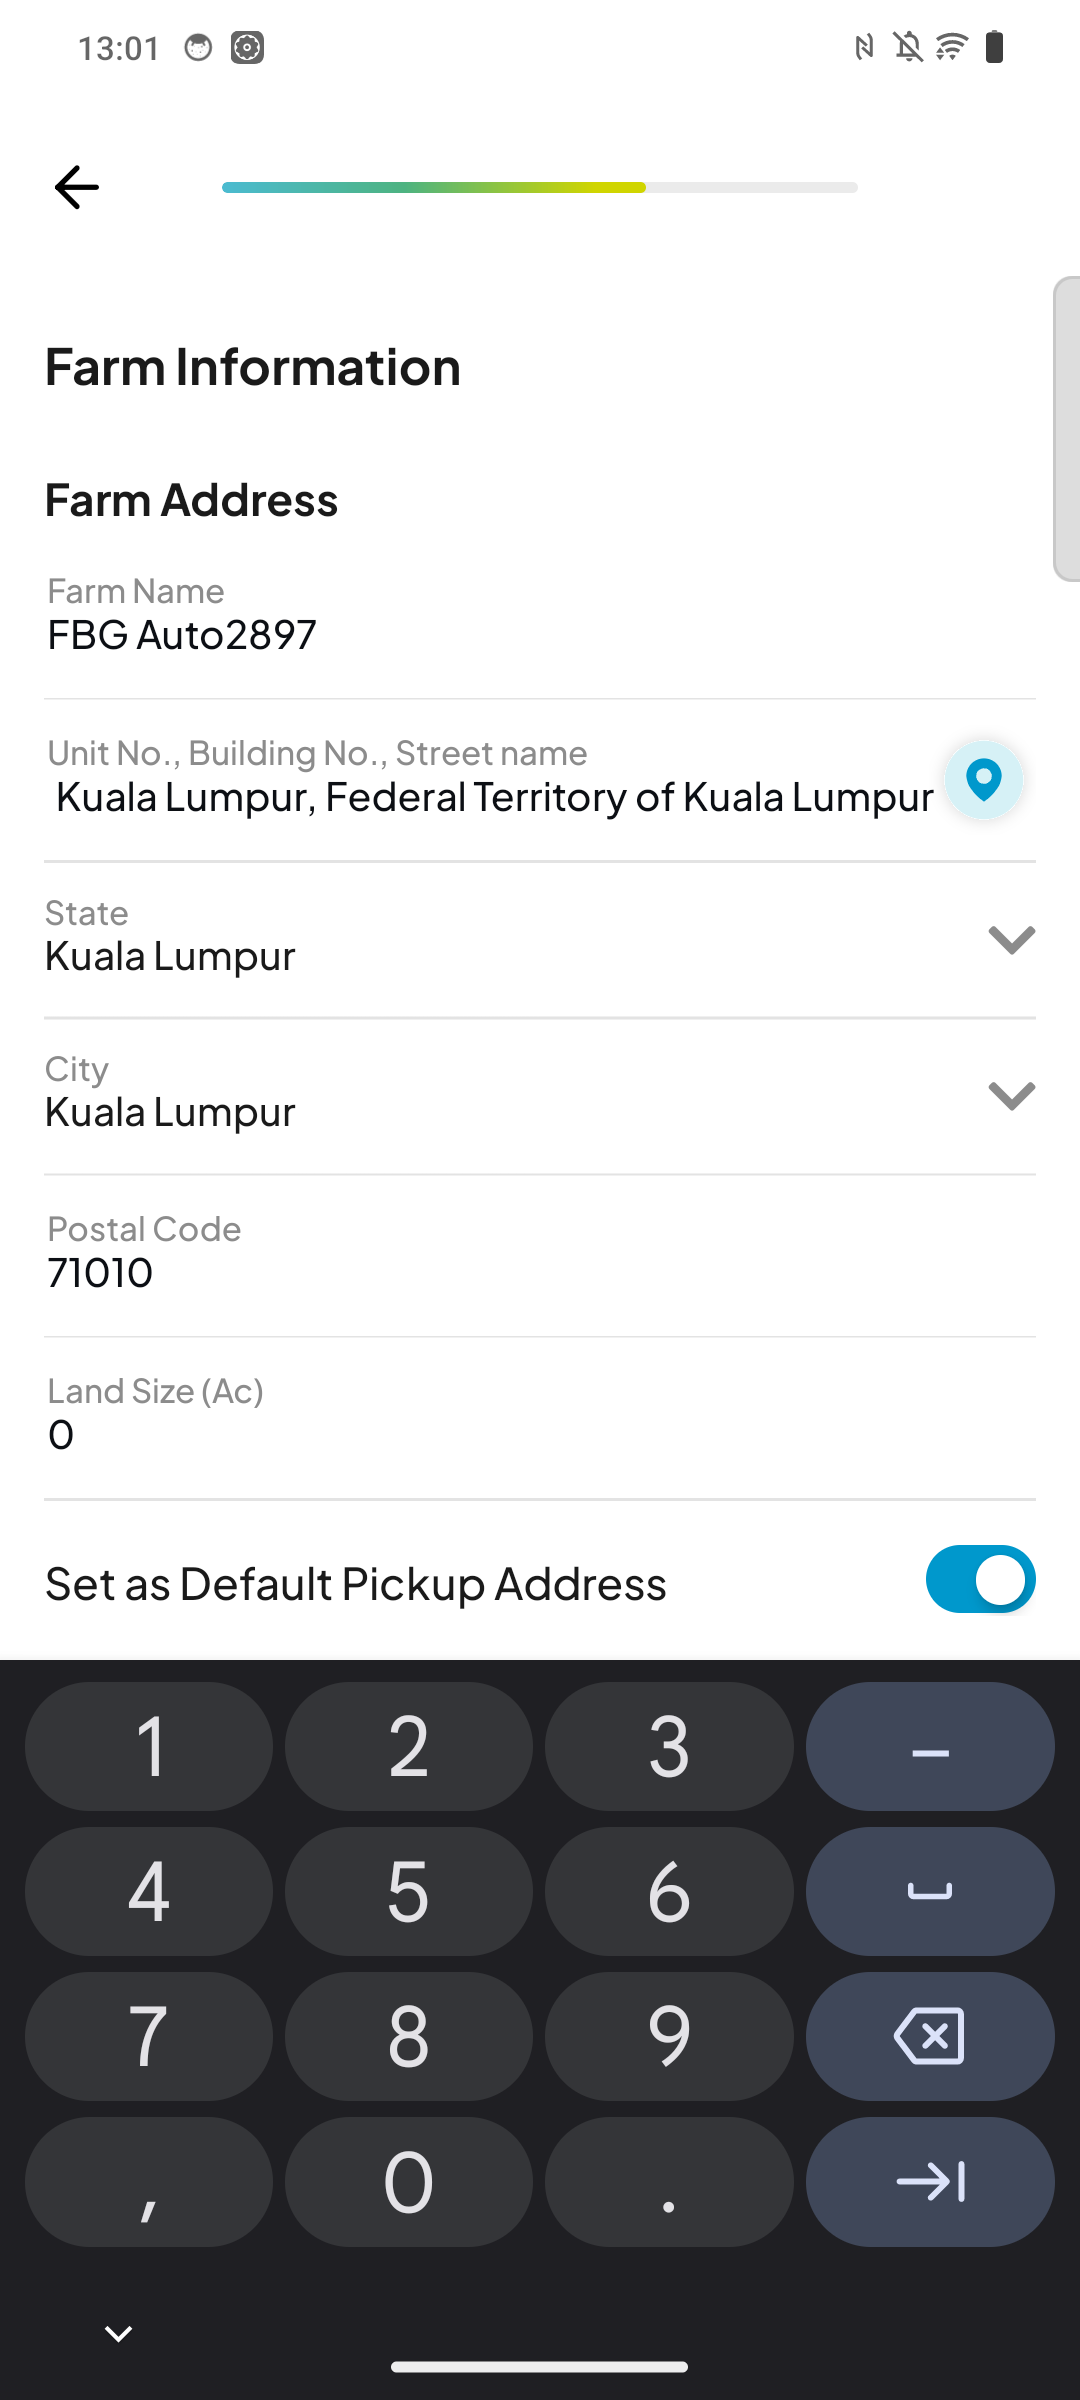 13:01
Farm Information
Farm Address
Farm Name
FBG Auto2897
Unit No., Building No., Street name
Kuala Lumpur, Federal Territory of Kuala Lumpur
State
Kuala Lumpur
City
Kuala Lumpur
Postal Code
71010
Land Size (Ac)
0
Set as Default Pickup Address
1 2 3 –
4 5 6
7 8 9
, 0 .